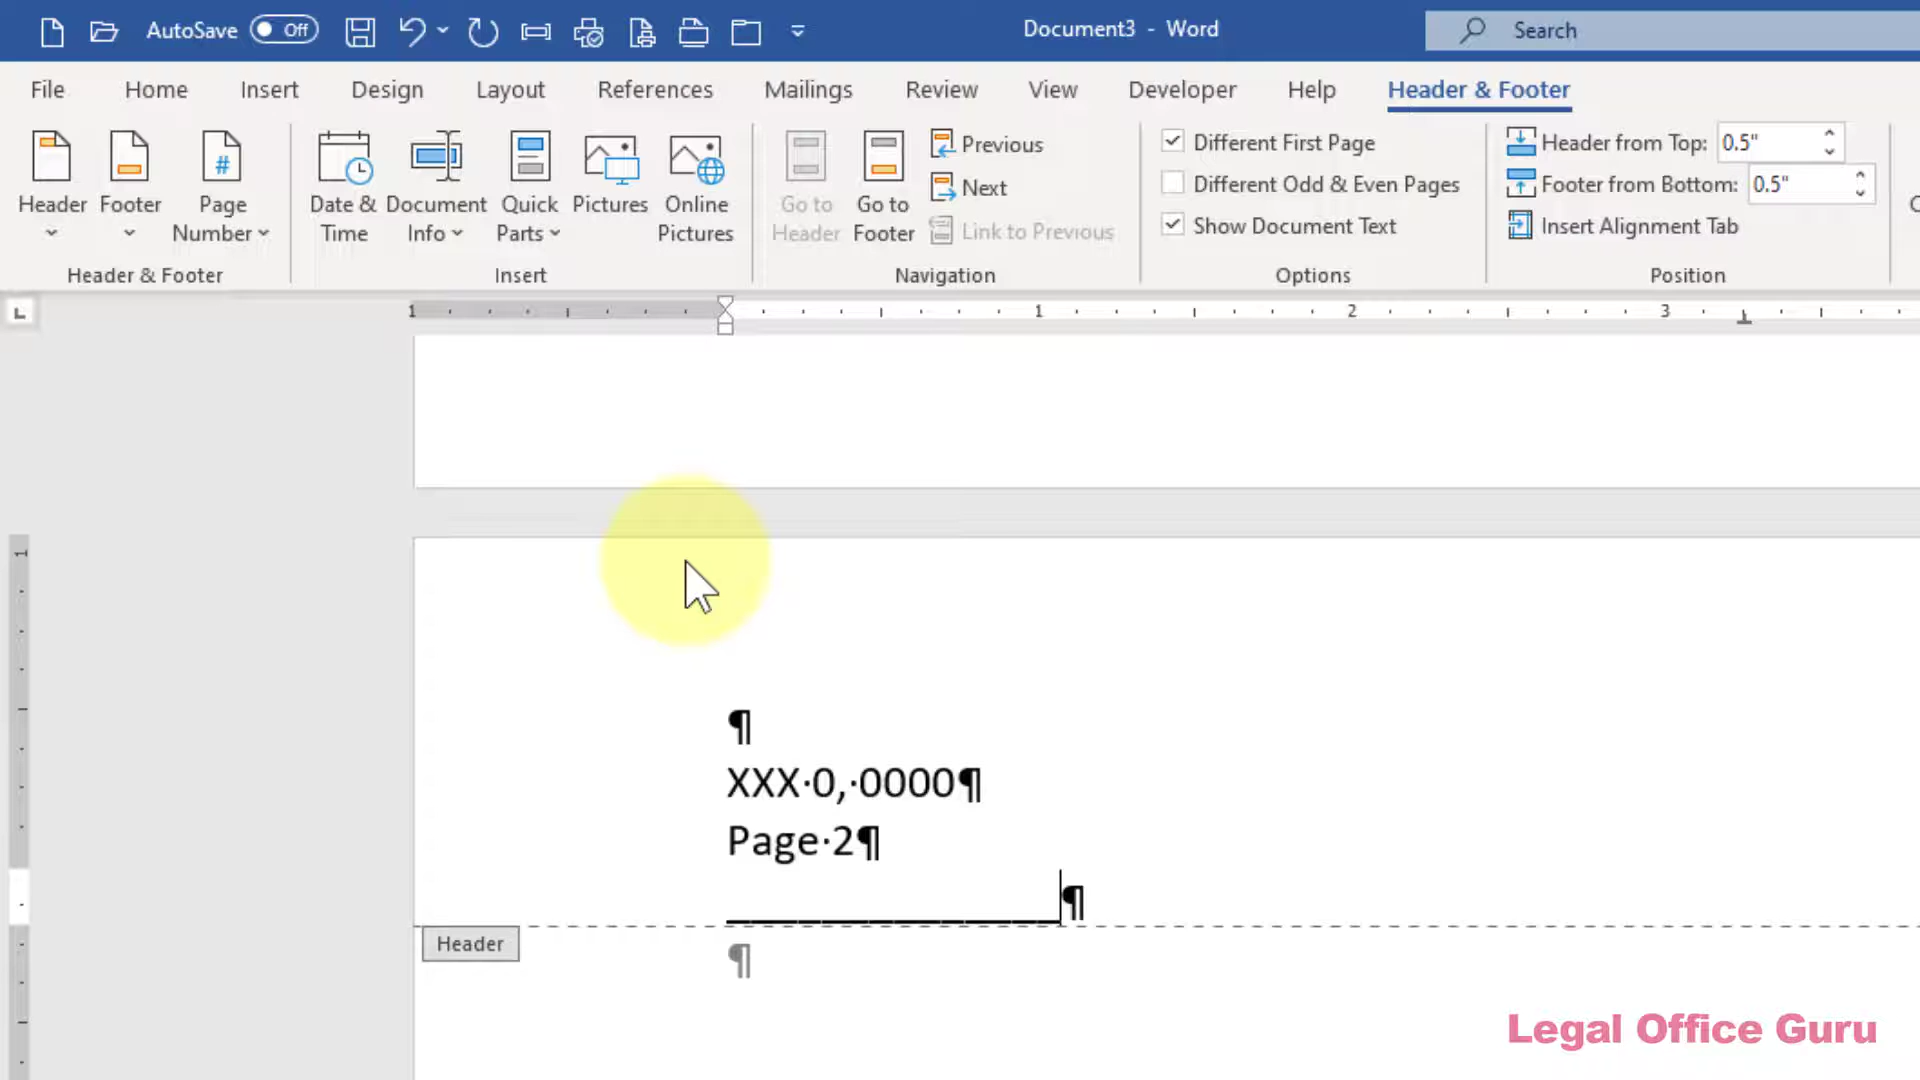 AutoSave Off Document3 - Word Search
File Home Insert Design Layout References Mailings Review View Developer Help Header & Footer
Header
Footer
Page
Number
Header & Footer
Date &
Time
Document
Info
Quick
Parts
Pictures
Online
Pictures
Insert
Go to
Header
Go to
Footer
Previous
Next
Link to Previous
Navigation
Different First Page
Different Odd & Even Pages
Show Document Text
Options
Header from Top: 0.5"
Footer from Bottom: 0.5"
Insert Alignment Tab
Position
1 1 2 3
1
¶
XXX·0,·0000¶
Page·2¶
______________¶
Header
¶
Legal Office Guru